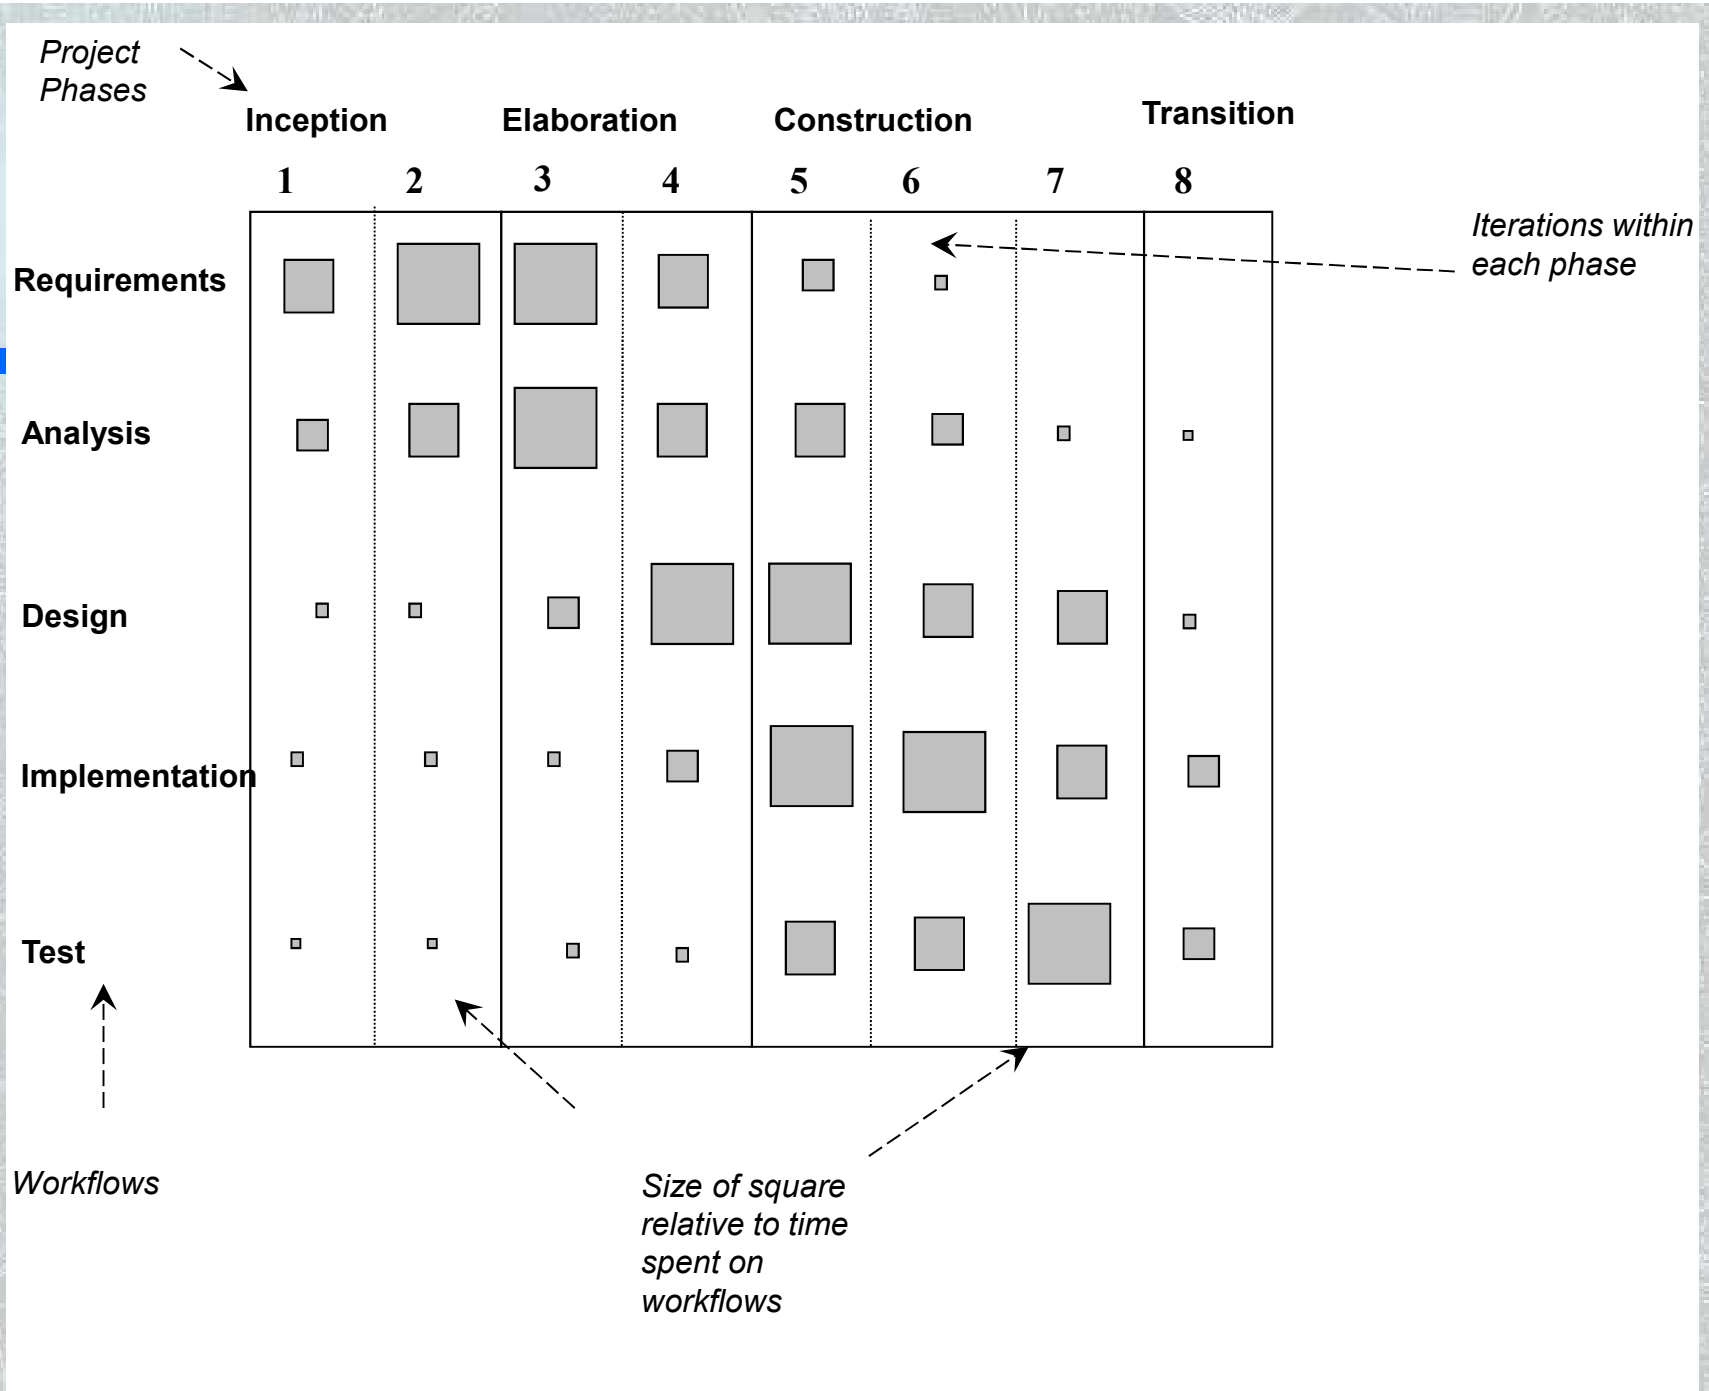 Project
Phases
Inception Elaboration Construction Transition
1 2 3 4 5 6 7 8
Iterations within
each phase
Requirements
Analysis
Design
Implementation
Test
Workflows
Size of square
relative to time
spent on
workflows